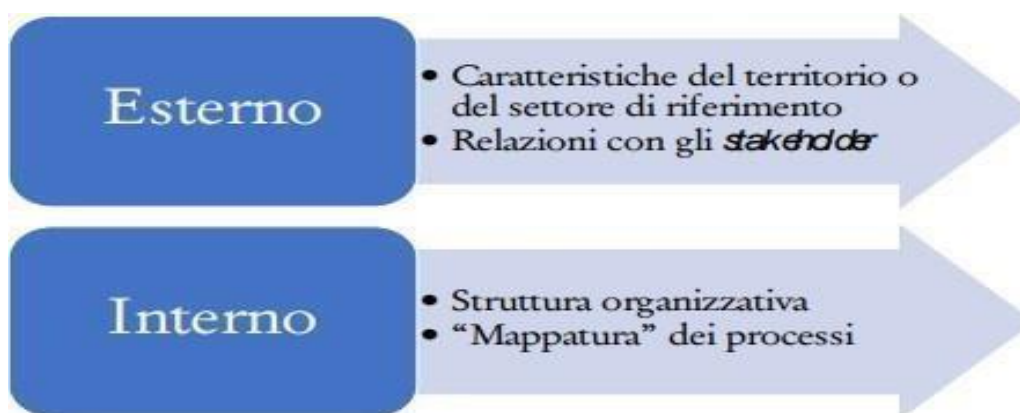 Esterno
• Caratteristiche del territorio o
del settore di riferimento
• Relazioni con gli stakeholder
Interno
• Struttura organizzativa
• “Mappatura” dei processi